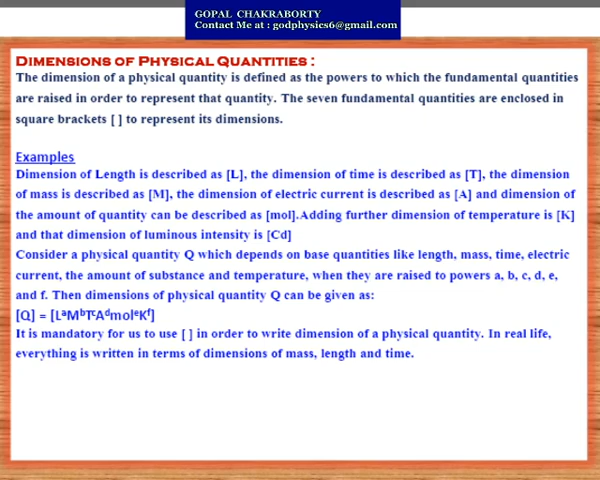 GOPAL CHAKRABORTY
Contact Me at : godphysics6@gmail.com
DIMENSIONS OF PHYSICAL QUANTITIES :
The dimension of a physical quantity is defined as the powers to which the fundamental quantities
are raised in order to represent that quantity. The seven fundamental quantities are enclosed in
square brackets [ ] to represent its dimensions.
Examples
Dimension of Length is described as [L], the dimension of time is described as [T], the dimension
of mass is described as [M], the dimension of electric current is described as [A] and dimension of
the amount of quantity can be described as [mol].Adding further dimension of temperature is [K]
and that dimension of luminous intensity is [Cd]
Consider a physical quantity Q which depends on base quantities like length, mass, time, electric
current, the amount of substance and temperature, when they are raised to powers a, b, c, d, e,
and f. Then dimensions of physical quantity Q can be given as:
[Q] = [LᵃMᵇTᶜAᵈmolᵉKᶠ]
It is mandatory for us to use [ ] in order to write dimension of a physical quantity. In real life,
everything is written in terms of dimensions of mass, length and time.